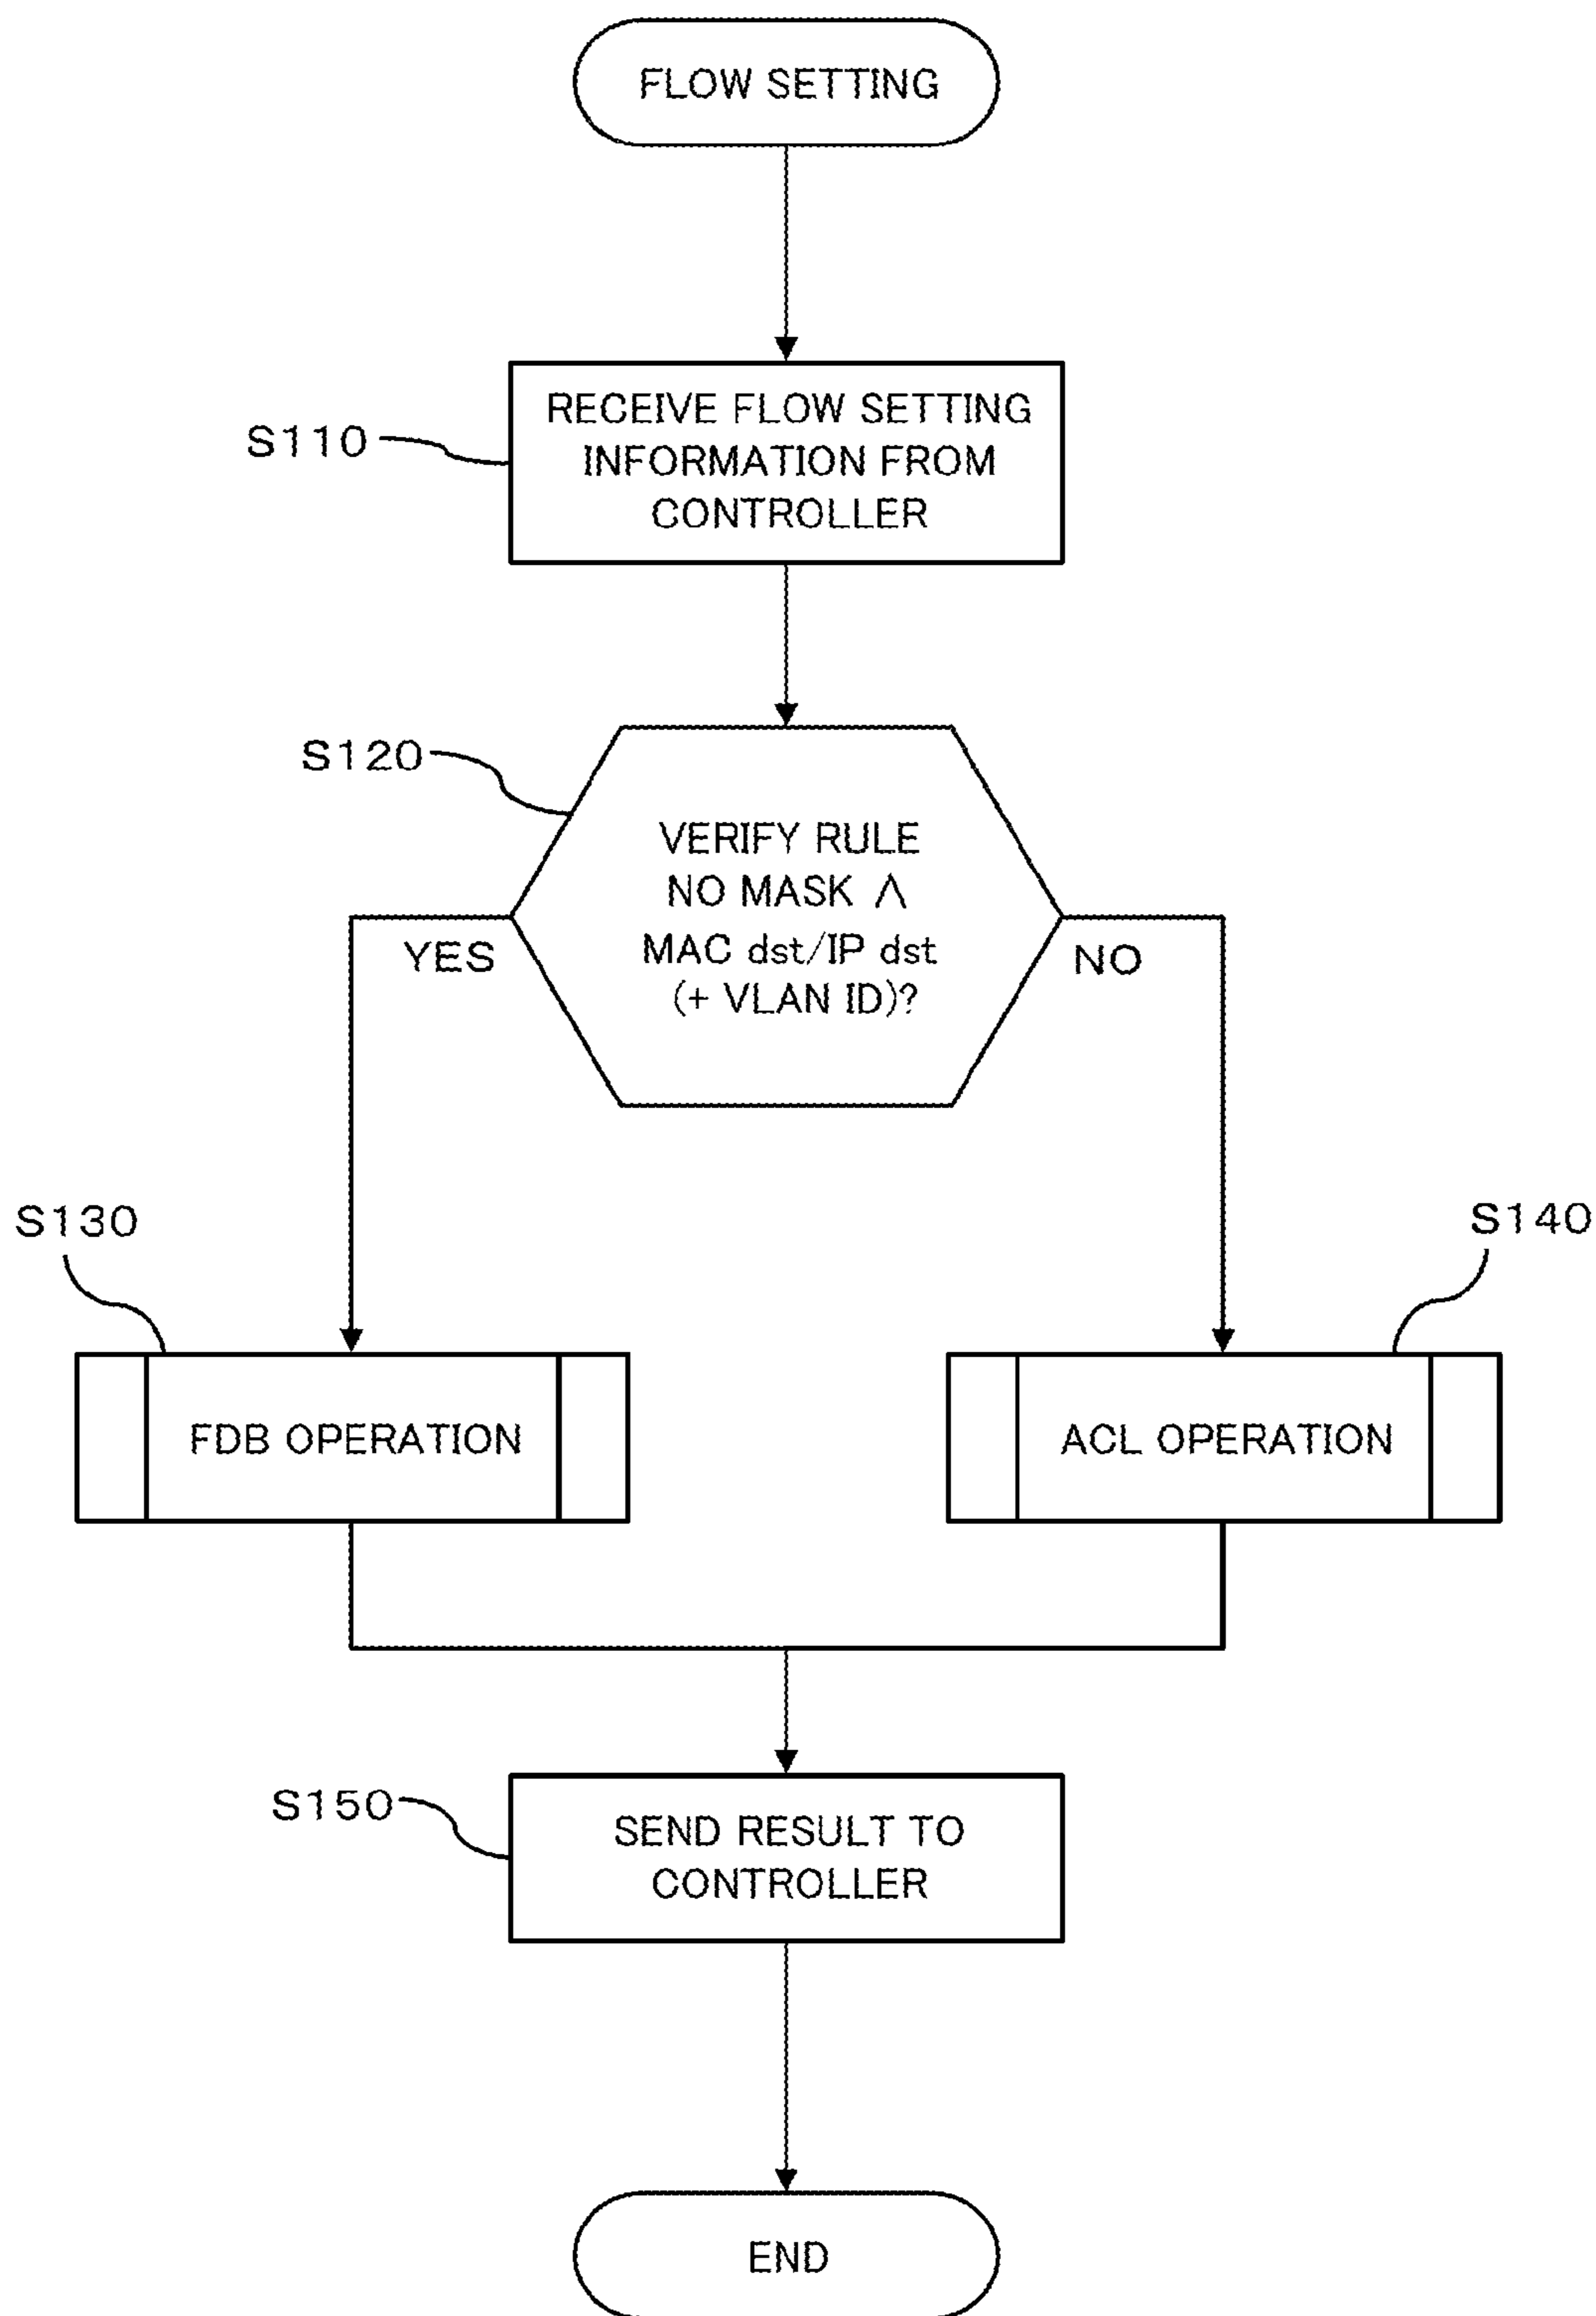 FLOW SETTING
S110
RECEIVE FLOW SETTING
INFORMATION FROM
CONTROLLER
S120
VERIFY RULE
NO MASK ∧
MAC dst/IP dst
(+ VLAN ID)?
YES
NO
S130
S140
FDB OPERATION
ACL OPERATION
S150
SEND RESULT TO
CONTROLLER
END